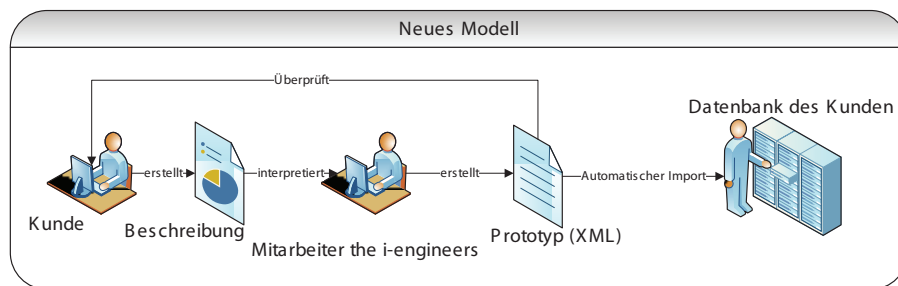 Neues Modell
Überprüft
Datenbank des Kunden
erstellt
interpretiert
erstellt
Automatischer Import
Kunde
Beschreibung
Mitarbeiter the i-engineers
Prototyp (XML)